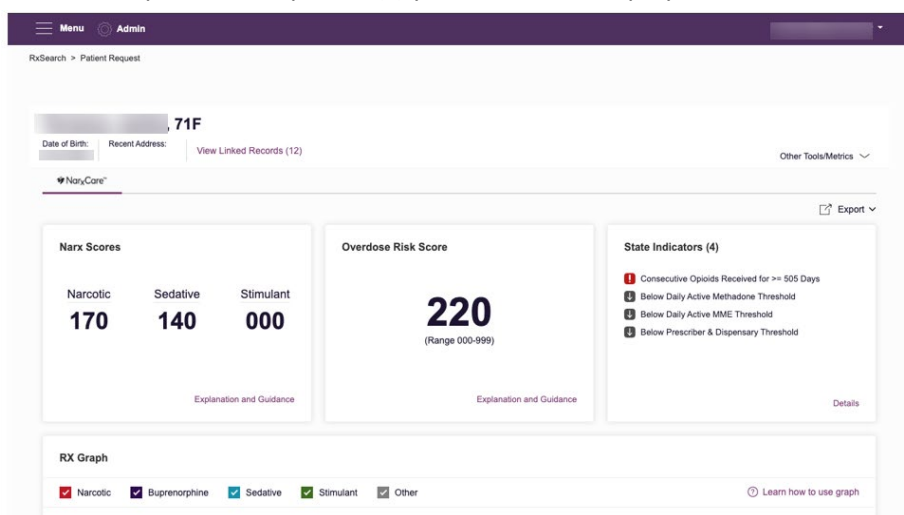 Menu Admin
RxSearch > Patient Request
, 71F
Date of Birth: Recent Address: View Linked Records (12)
Other Tools/Metrics
NarxCare™
Export
Narx Scores
Narcotic Sedative Stimulant
170 140 000
Explanation and Guidance
Overdose Risk Score
220
(Range 000-999)
Explanation and Guidance
State Indicators (4)
Consecutive Opioids Received for >= 505 Days
Below Daily Active Methadone Threshold
Below Daily Active MME Threshold
Below Prescriber & Dispensary Threshold
Details
RX Graph
Narcotic Buprenorphine Sedative Stimulant Other
Learn how to use graph